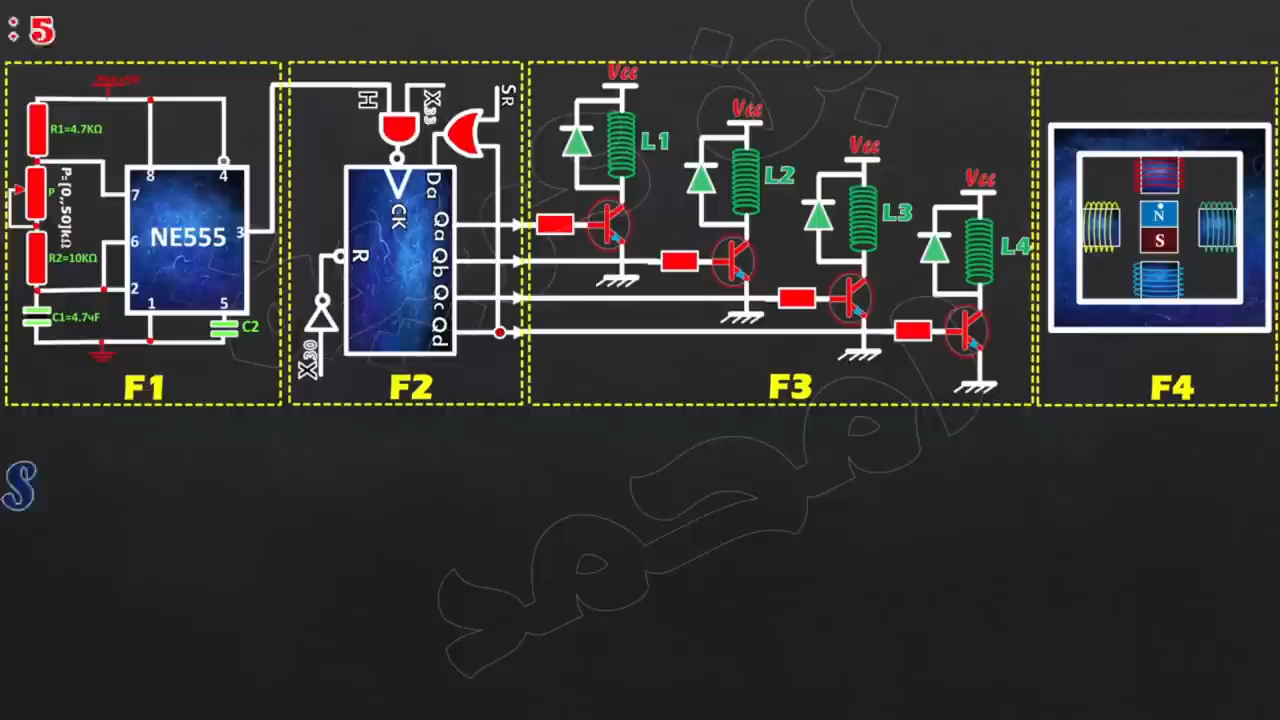 : 5
R1=4.7KΩ
P
P=[0..50]kΩ
R2=10KΩ
C1=4.7чF
8
4
7
6
2
3
1
5
NE555
C2
F1
H
X33
SR
Da
CK
R
Qa
Qb
Qc
Qd
X30
F2
Vcc
L1
Vcc
L2
Vcc
L3
Vcc
L4
F3
N
S
F4
S